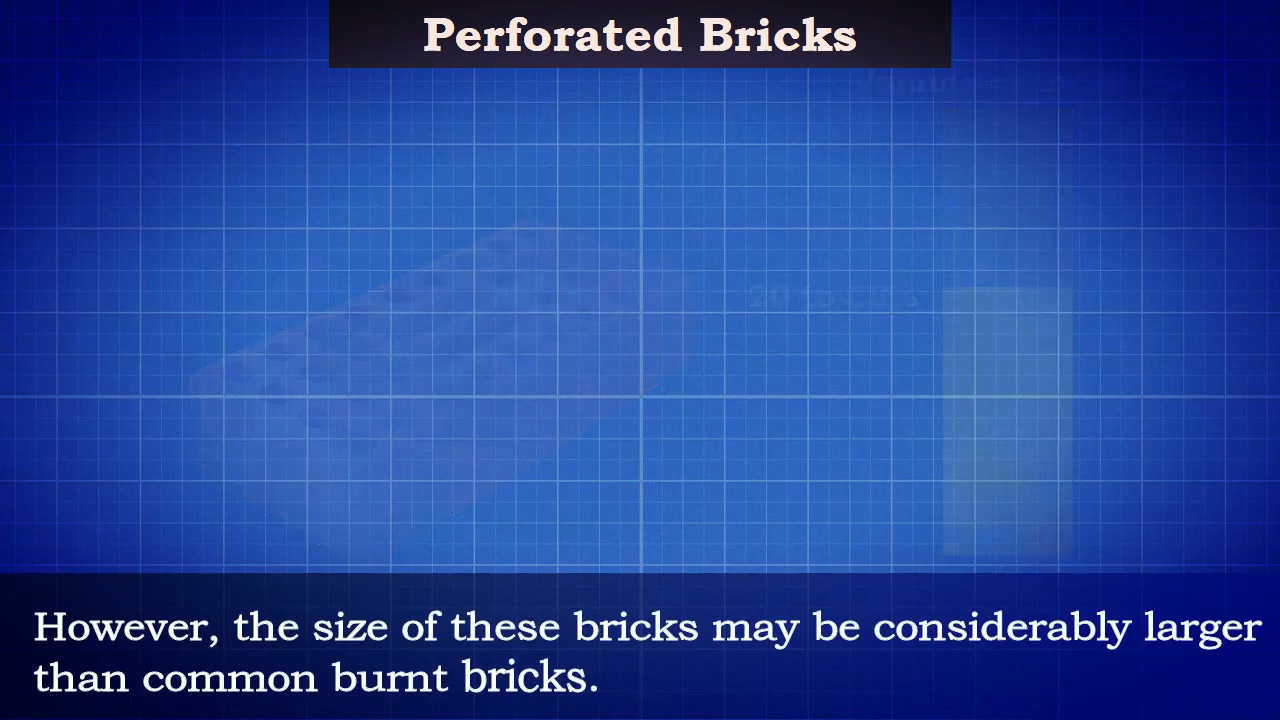 Perforated Bricks
However, the size of these bricks may be considerably larger
than common burnt bricks.